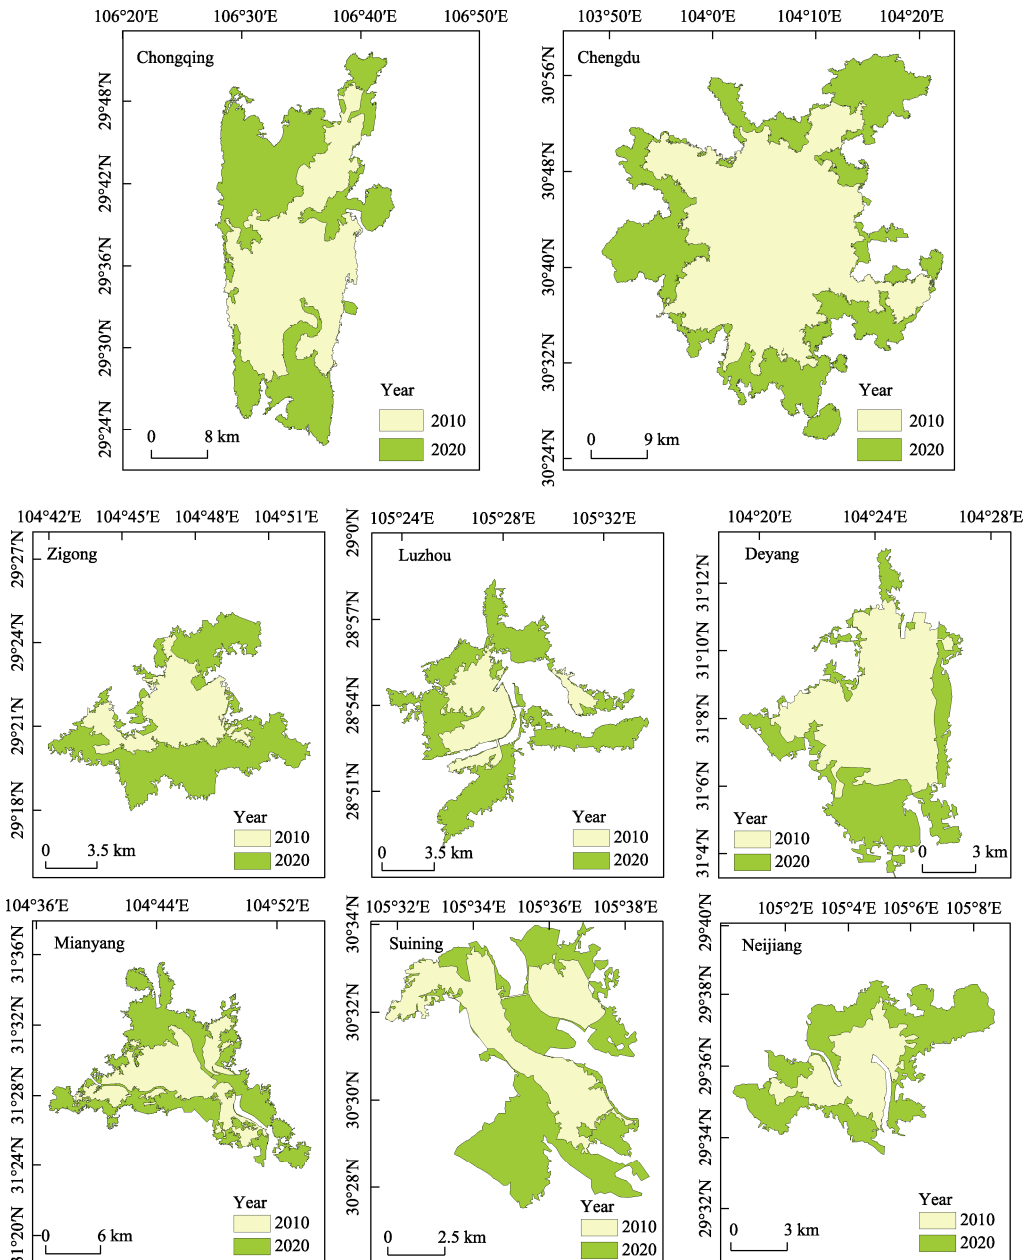 106°20′E 106°30′E 106°40′E 106°50′E
Chongqing
29°48′N
29°42′N
29°36′N
29°30′N
29°24′N
Year
2010
2020
0 8 km
103°50′E 104°0′E 104°10′E 104°20′E
Chengdu
30°56′N
30°48′N
30°40′N
30°32′N
30°24′N
Year
2010
2020
0 9 km
104°42′E 104°45′E 104°48′E 104°51′E
Zigong
29°27′N
29°24′N
29°21′N
29°18′N
Year
2010
2020
0 3.5 km
105°24′E 105°28′E 105°32′E
Luzhou
29°0′N
28°57′N
28°54′N
28°51′N
Year
2010
2020
0 3.5 km
104°20′E 104°24′E 104°28′E
Deyang
31°12′N
31°10′N
31°8′N
31°6′N
31°4′N
Year
2010
2020
0 3 km
104°36′E 104°44′E 104°52′E
Mianyang
31°36′N
31°32′N
31°28′N
31°24′N
31°20′N
Year
2010
2020
0 6 km
105°32′E 105°34′E 105°36′E 105°38′E
Suining
30°34′N
30°32′N
30°30′N
30°28′N
Year
2010
2020
0 2.5 km
105°2′E 105°4′E 105°6′E 105°8′E
Neijiang
29°40′N
29°38′N
29°36′N
29°34′N
29°32′N
Year
2010
2020
0 3 km